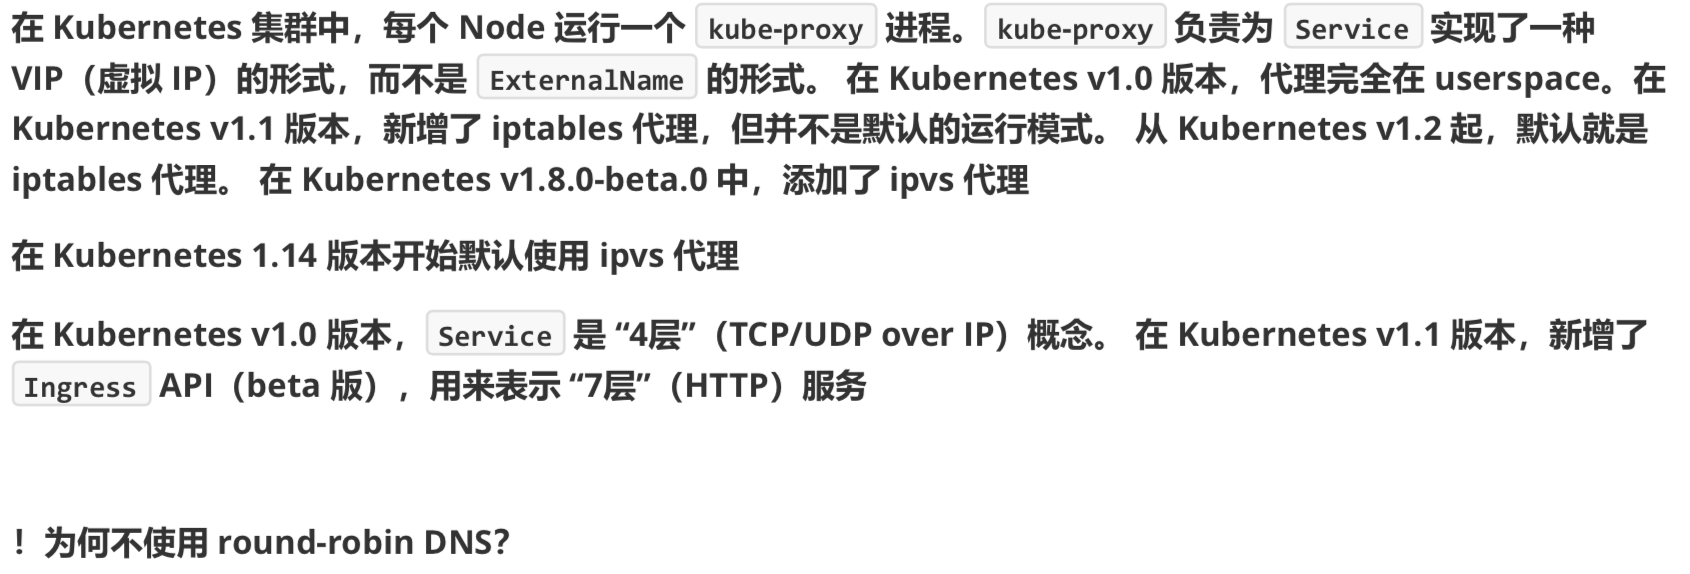 在 Kubernetes 集群中，每个 Node 运行一个 kube-proxy 进程。kube-proxy 负责为 Service 实现了一种
VIP（虚拟 IP）的形式，而不是 ExternalName 的形式。 在 Kubernetes v1.0 版本，代理完全在 userspace。在
Kubernetes v1.1 版本，新增了 iptables 代理，但并不是默认的运行模式。 从 Kubernetes v1.2 起，默认就是
iptables 代理。 在 Kubernetes v1.8.0-beta.0 中，添加了 ipvs 代理
在 Kubernetes 1.14 版本开始默认使用 ipvs 代理
在 Kubernetes v1.0 版本， Service 是 “4层”（TCP/UDP over IP）概念。 在 Kubernetes v1.1 版本，新增了
Ingress API（beta 版），用来表示 “7层”（HTTP）服务
！为何不使用 round-robin DNS？